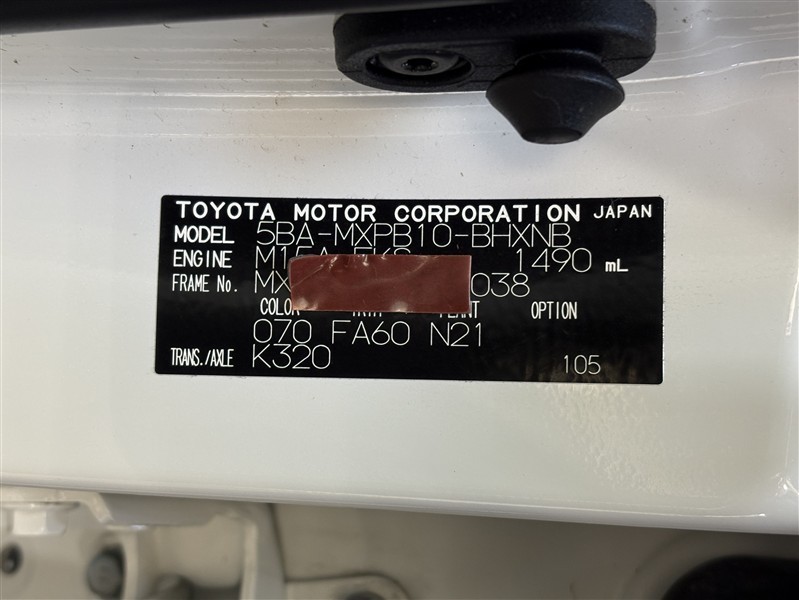 TOYOTA MOTOR CORPORATION JAPAN
MODEL 5BA-MXPB10-BHXNB
ENGINE 1490 mL
FRAME No. MX 038
COLOR OPTION
070 FA60 N21
TRANS./AXLE K320 105